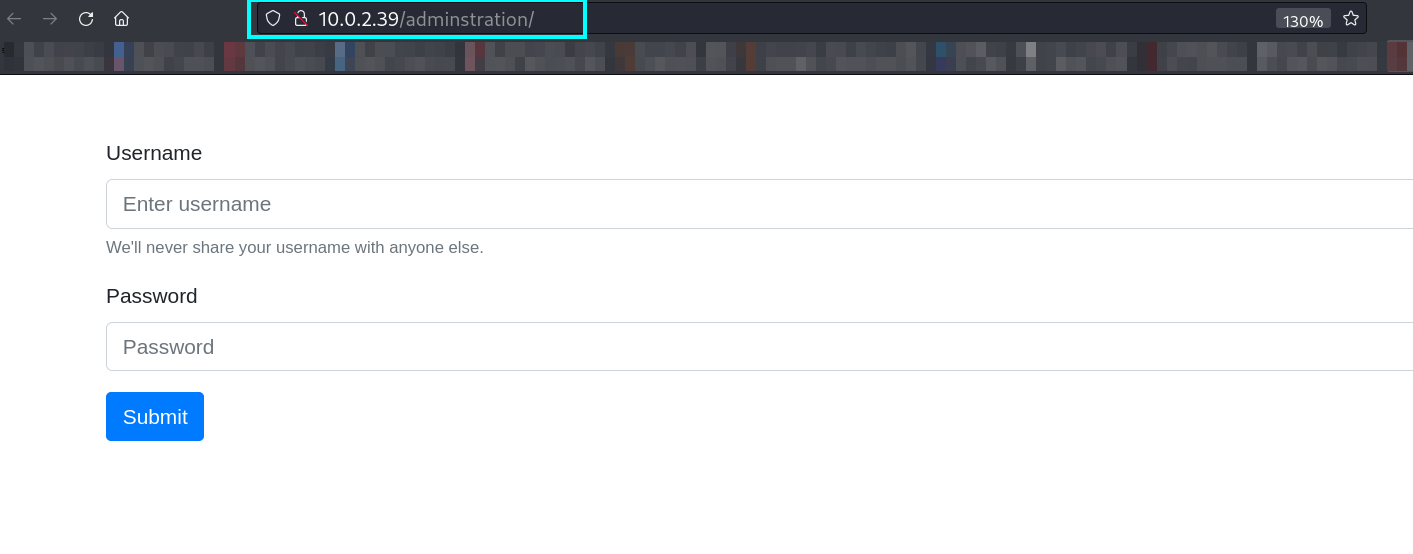 10.0.2.39/adminstration/
130%
Username
Enter username
We'll never share your username with anyone else.
Password
Password
Submit